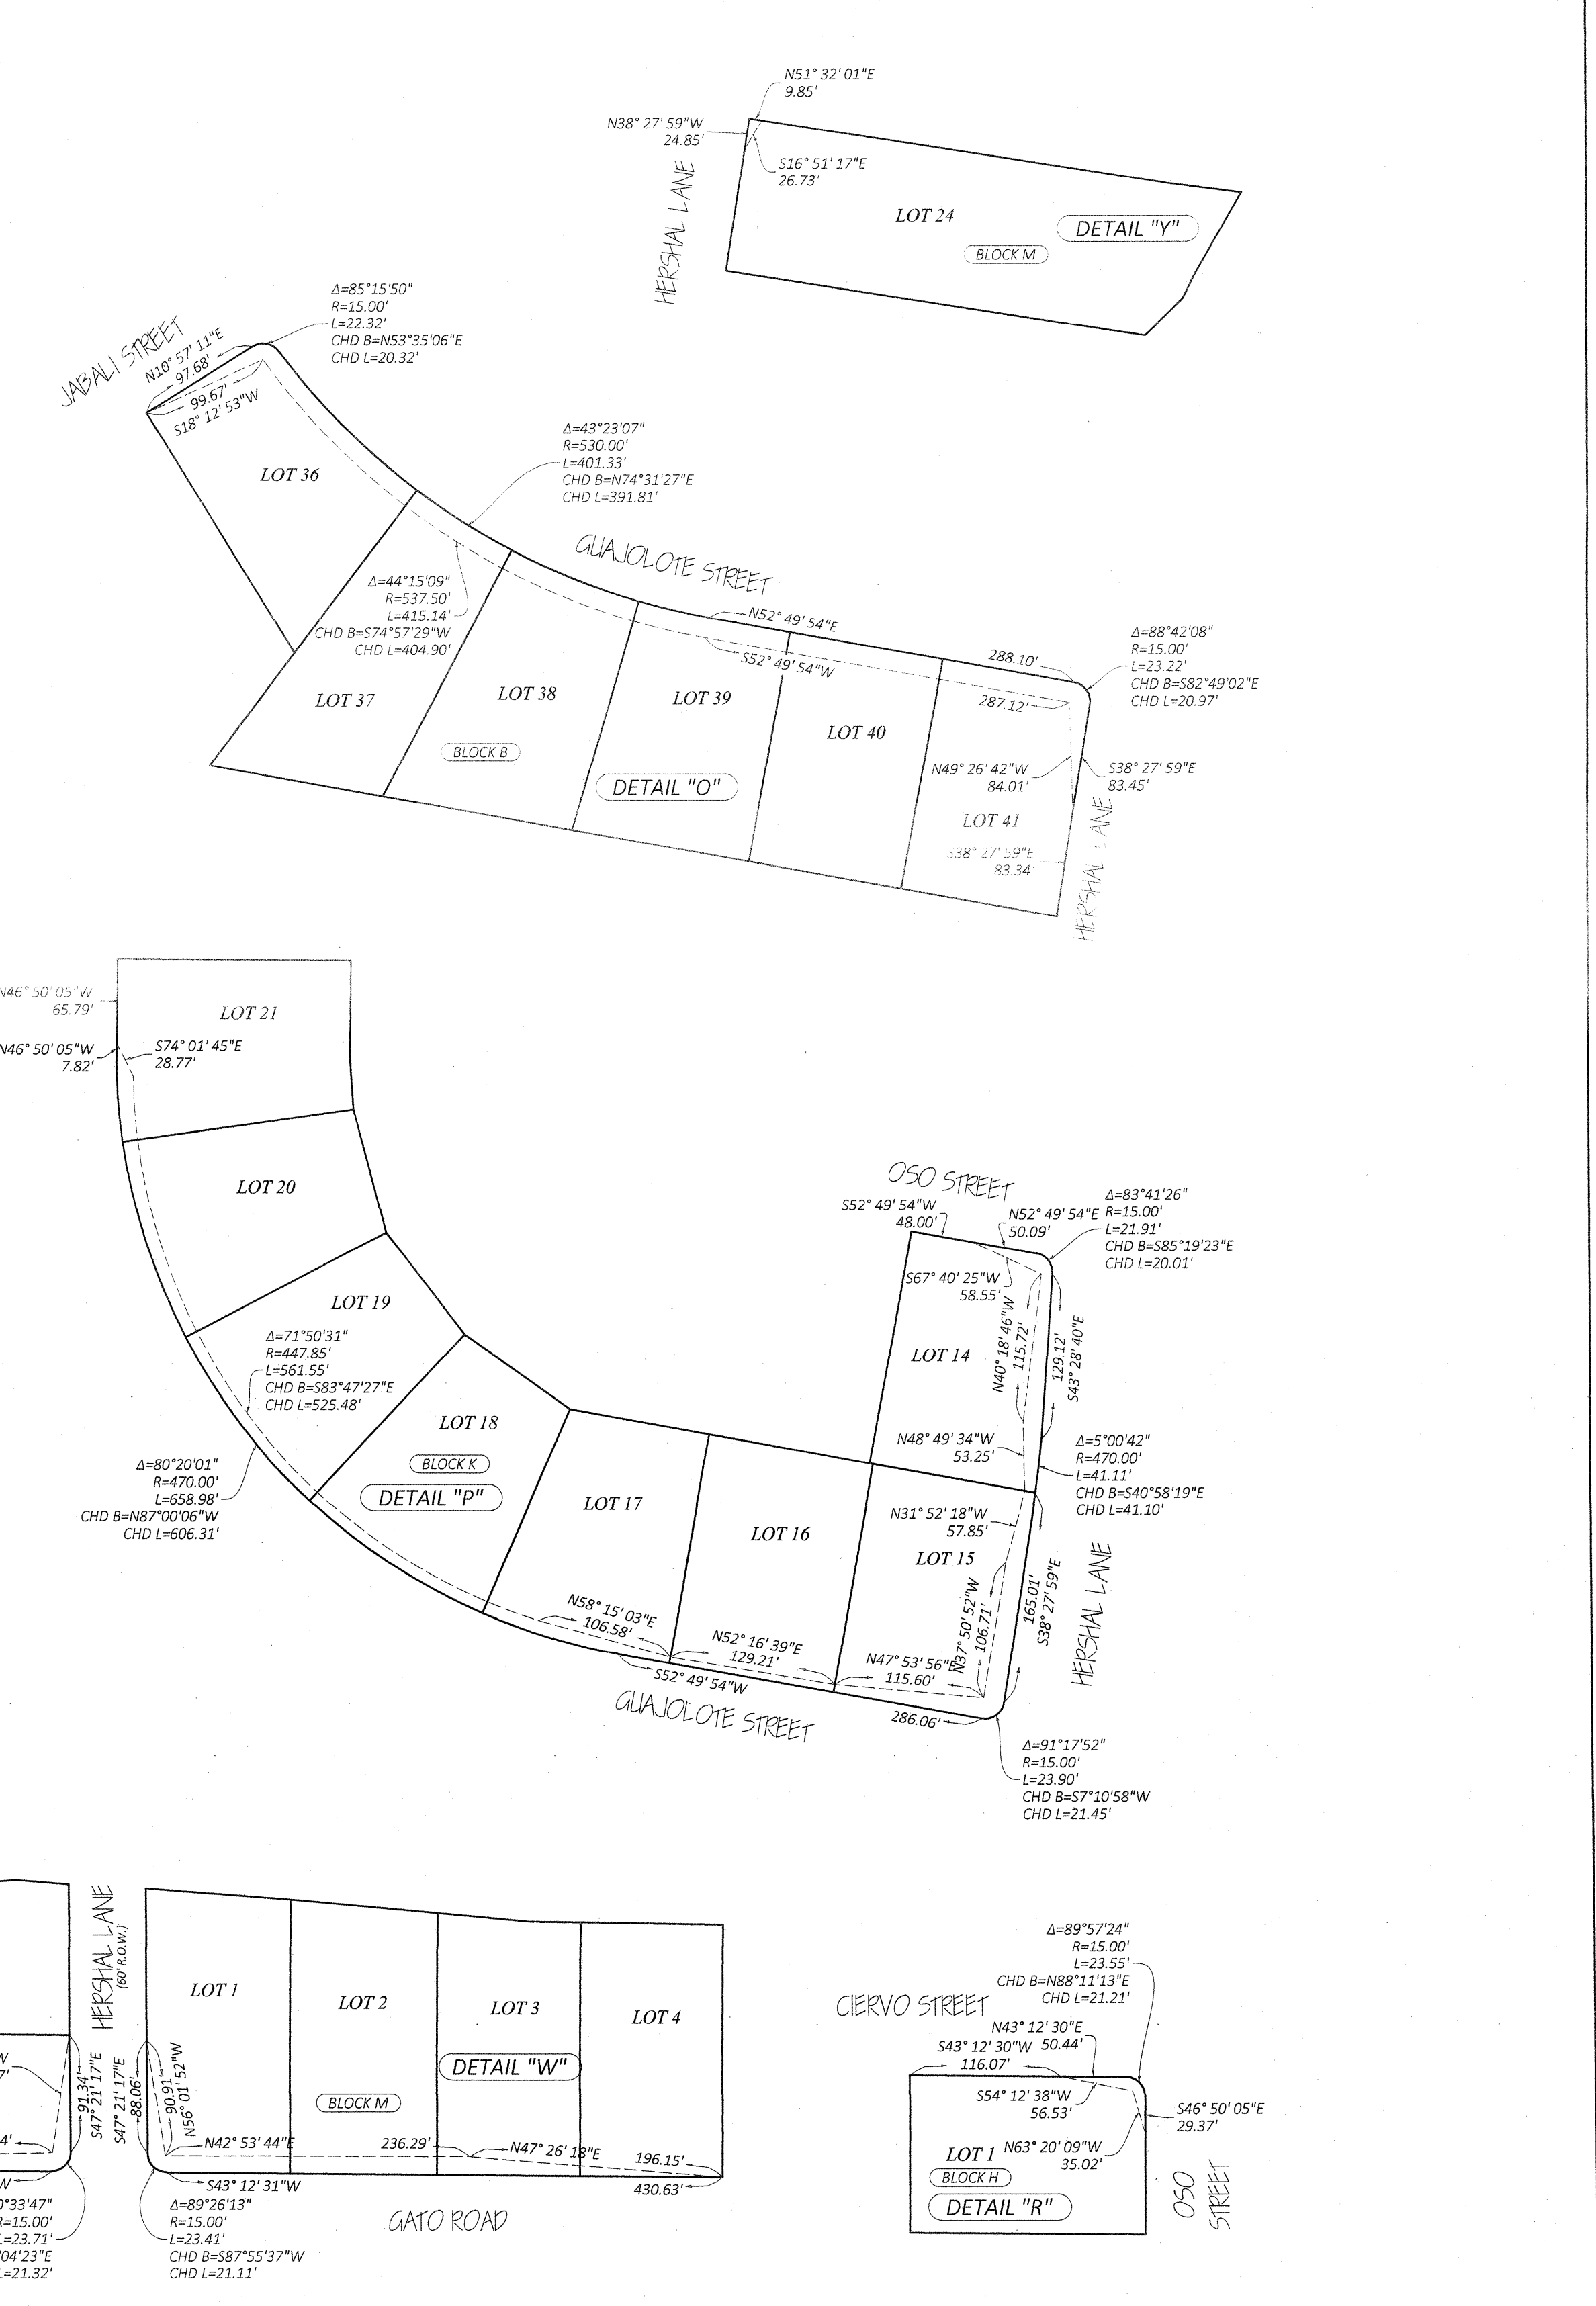 N51° 32' 01"E
9.85'
N38° 27' 59"W
24.85'
S16° 51' 17"E
26.73'
HERSHAL LANE
LOT 24
DETAIL "Y"
BLOCK M
JABALI STREET
N10° 57' 11"E
97.68'
99.67'
S18° 12' 53"W
Δ=85°15'50"
R=15.00'
L=22.32'
CHD B=N53°35'06"E
CHD L=20.32'
LOT 36
Δ=43°23'07"
R=530.00'
L=401.33'
CHD B=N74°31'27"E
CHD L=391.81'
GUAJOLOTE STREET
Δ=44°15'09"
R=537.50'
L=415.14'
CHD B=S74°57'29"W
CHD L=404.90'
N52° 49' 54"E
S52° 49' 54"W
288.10'
287.12'
Δ=88°42'08"
R=15.00'
L=23.22'
CHD B=S82°49'02"E
CHD L=20.97'
LOT 37
LOT 38
LOT 39
LOT 40
BLOCK B
DETAIL "O"
N49° 26' 42"W
84.01'
S38° 27' 59"E
83.45'
LOT 41
S38° 27' 59"E
83.34'
HERSHAL LANE
N46° 50' 05"W
65.79'
LOT 21
N46° 50' 05"W
7.82'
S74° 01' 45"E
28.77'
LOT 20
LOT 19
Δ=71°50'31"
R=447.85'
L=561.55'
CHD B=S83°47'27"E
CHD L=525.48'
LOT 18
BLOCK K
DETAIL "P"
Δ=80°20'01"
R=470.00'
L=658.98'
CHD B=N87°00'06"W
CHD L=606.31'
LOT 17
LOT 16
OSO STREET
S52° 49' 54"W
48.00'
N52° 49' 54"E
50.09'
Δ=83°41'26"
R=15.00'
L=21.91'
CHD B=S85°19'23"E
CHD L=20.01'
S67° 40' 25"W
58.55'
N40° 18' 46"W
115.72'
129.12'
S43° 28' 40"E
LOT 14
N48° 49' 34"W
53.25'
Δ=5°00'42"
R=470.00'
L=41.11'
CHD B=S40°58'19"E
CHD L=41.10'
N31° 52' 18"W
57.85'
LOT 15
N37° 50' 52"W
106.71'
165.01'
S38° 27' 59"E
HERSHAL LANE
N58° 15' 03"E
106.58'
N52° 16' 39"E
129.21'
N47° 53' 56"E
115.60'
S52° 49' 54"W
286.06'
GUAJOLOTE STREET
Δ=91°17'52"
R=15.00'
L=23.90'
CHD B=S7°10'58"W
CHD L=21.45'
HERSHAL LANE
(60' R.O.W.)
LOT 1
LOT 2
LOT 3
LOT 4
DETAIL "W"
BLOCK M
W
7'
4'
W
91.34'
S47° 21' 17"E
S47° 21' 17"E
88.06'
90.91'
N56° 01' 52"W
N42° 53' 44"E
236.29'
N47° 26' 18"E
196.15'
S43° 12' 31"W
430.63'
0°33'47"
R=15.00'
L=23.71'
°04'23"E
L=21.32'
Δ=89°26'13"
R=15.00'
L=23.41'
CHD B=S87°55'37"W
CHD L=21.11'
GATO ROAD
Δ=89°57'24"
R=15.00'
L=23.55'
CHD B=N88°11'13"E
CHD L=21.21'
CIERVO STREET
N43° 12' 30"E
50.44'
S43° 12' 30"W
116.07'
S54° 12' 38"W
56.53'
S46° 50' 05"E
29.37'
LOT 1
N63° 20' 09"W
35.02'
BLOCK H
DETAIL "R"
OSO
STREET